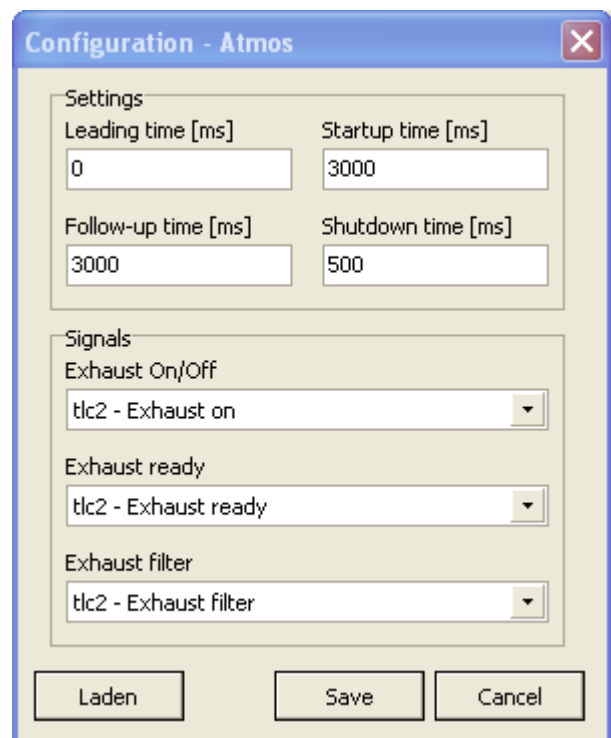 Configuration - Atmos
Settings
Leading time [ms] Startup time [ms]
0 3000
Follow-up time [ms] Shutdown time [ms]
3000 500
Signals
Exhaust On/Off
tlc2 - Exhaust on
Exhaust ready
tlc2 - Exhaust ready
Exhaust filter
tlc2 - Exhaust filter
Laden Save Cancel